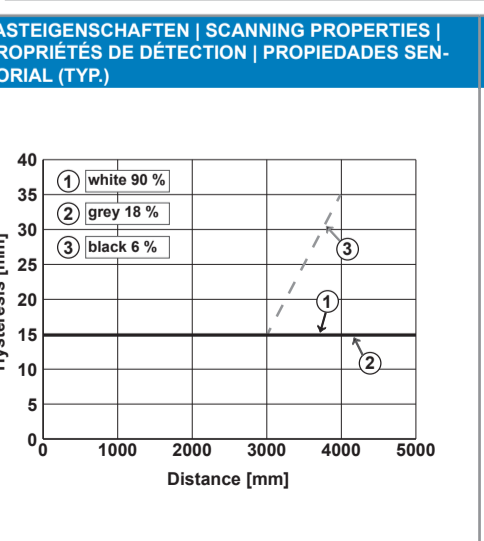 ASTEIGENSCHAFTEN | SCANNING PROPERTIES |
ROPRIÉTÉS DE DÉTECTION | PROPIEDADES SEN-
ORIAL (TYP.)
40
35
30
25
20
15
10
5
0
1 white 90 %
2 grey 18 %
3 black 6 %
3
1
2
Hysteresis [mm]
0 1000 2000 3000 4000 5000
Distance [mm]